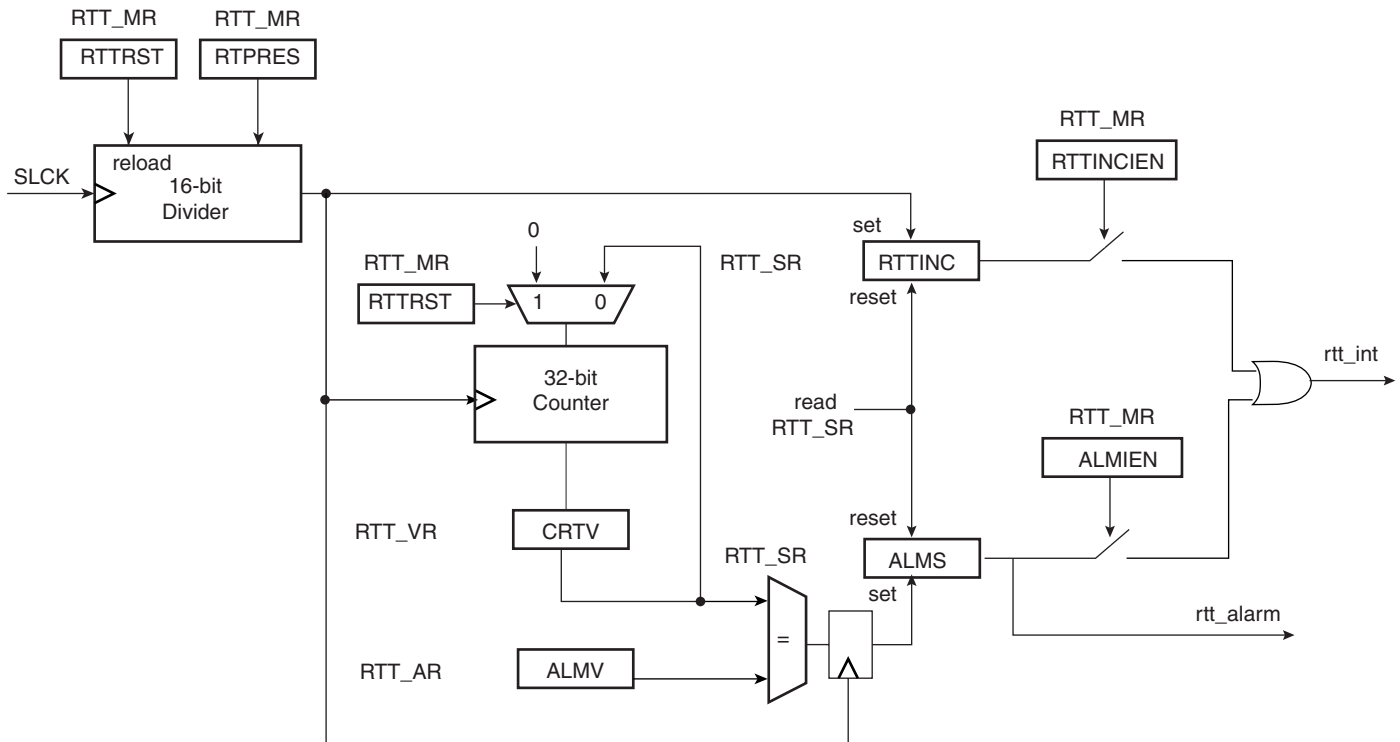 RTT_MR
RTTRST
RTT_MR
RTPRES
reload
16-bit
Divider
SLCK
0
RTT_MR
RTTRST
1 0
RTT_SR
32-bit
Counter
RTT_VR
CRTV
RTT_SR
RTT_AR
ALMV
=
set
RTTINC
reset
RTT_MR
RTTINCIEN
read
RTT_SR
RTT_MR
ALMIEN
reset
ALMS
set
rtt_int
rtt_alarm